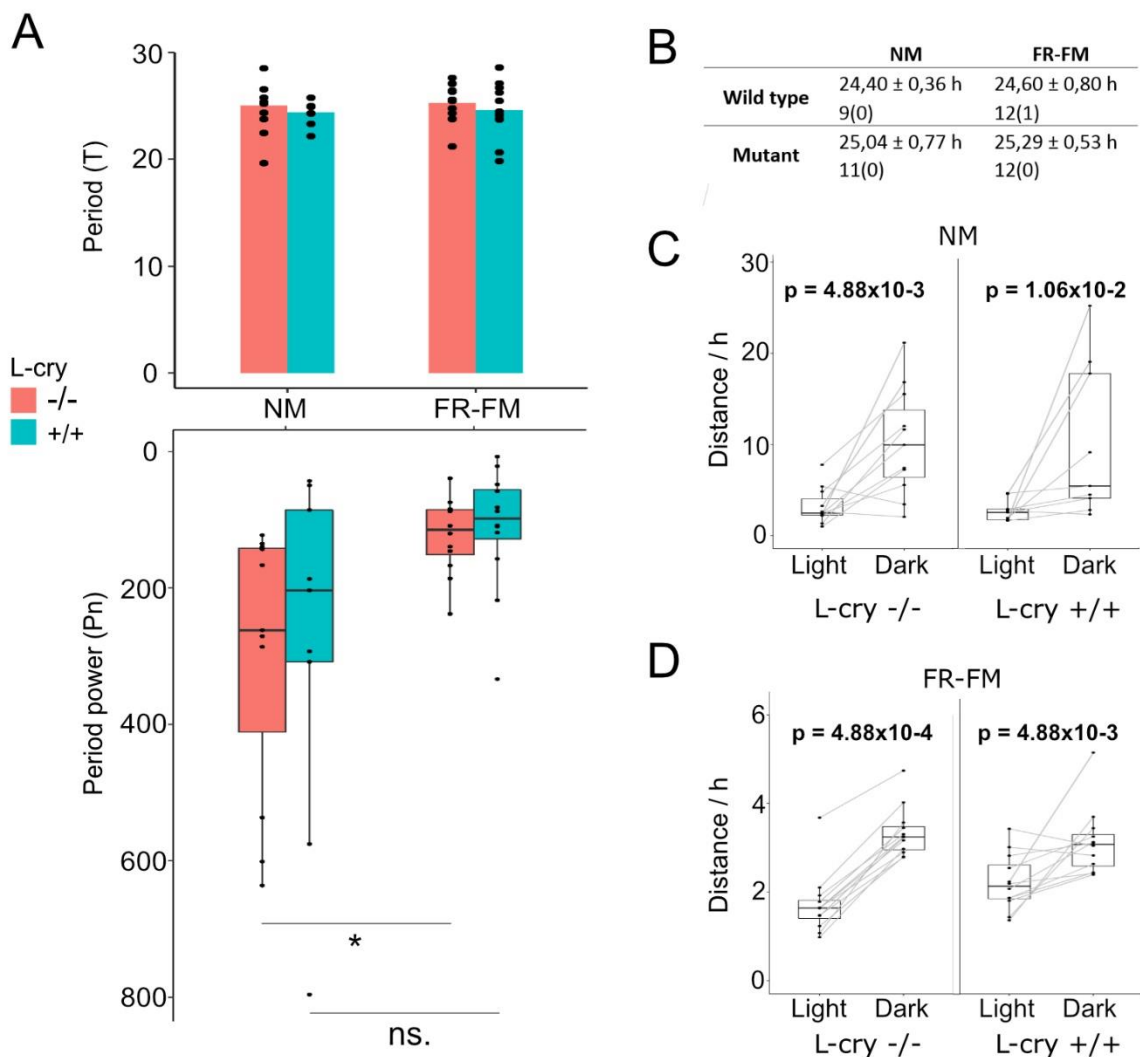 A
30
20
10
0
Period (T)
L-cry
-/-
+/+
NM FR-FM
0
200
400
600
800
Period power (Pn)
*
ns.
B
NM FR-FM
Wild type 24,40 ± 0,36 h 24,60 ± 0,80 h
9(0) 12(1)
Mutant 25,04 ± 0,77 h 25,29 ± 0,53 h
11(0) 12(0)
C
NM
30
20
10
0
Distance / h
p = 4.88x10-3 p = 1.06x10-2
Light Dark Light Dark
L-cry -/- L-cry +/+
D
FR-FM
6
4
2
0
Distance / h
p = 4.88x10-4 p = 4.88x10-3
Light Dark Light Dark
L-cry -/- L-cry +/+